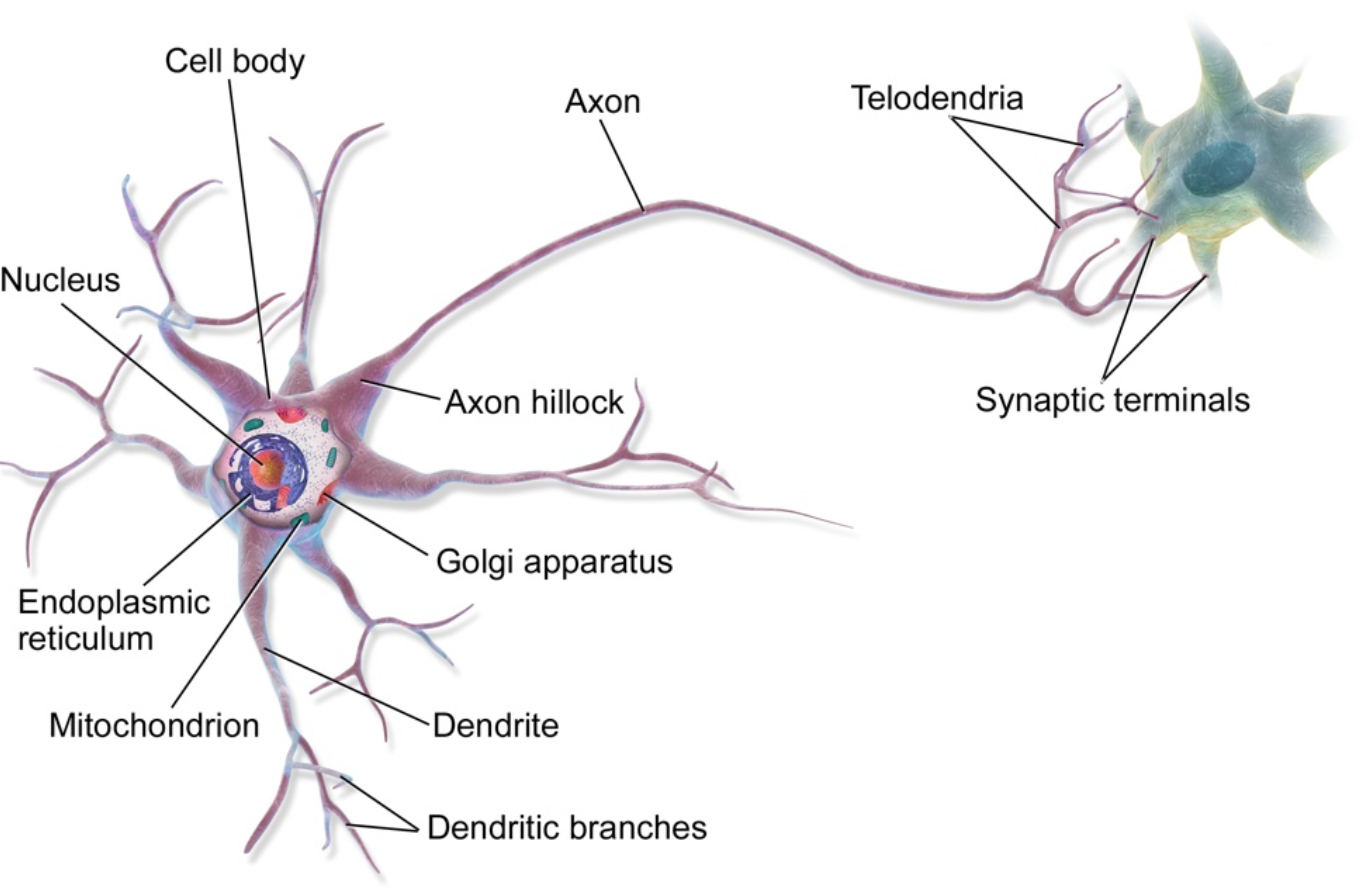 Cell body
Axon
Telodendria
Nucleus
Axon hillock
Synaptic terminals
Golgi apparatus
Endoplasmic
reticulum
Mitochondrion
Dendrite
Dendritic branches